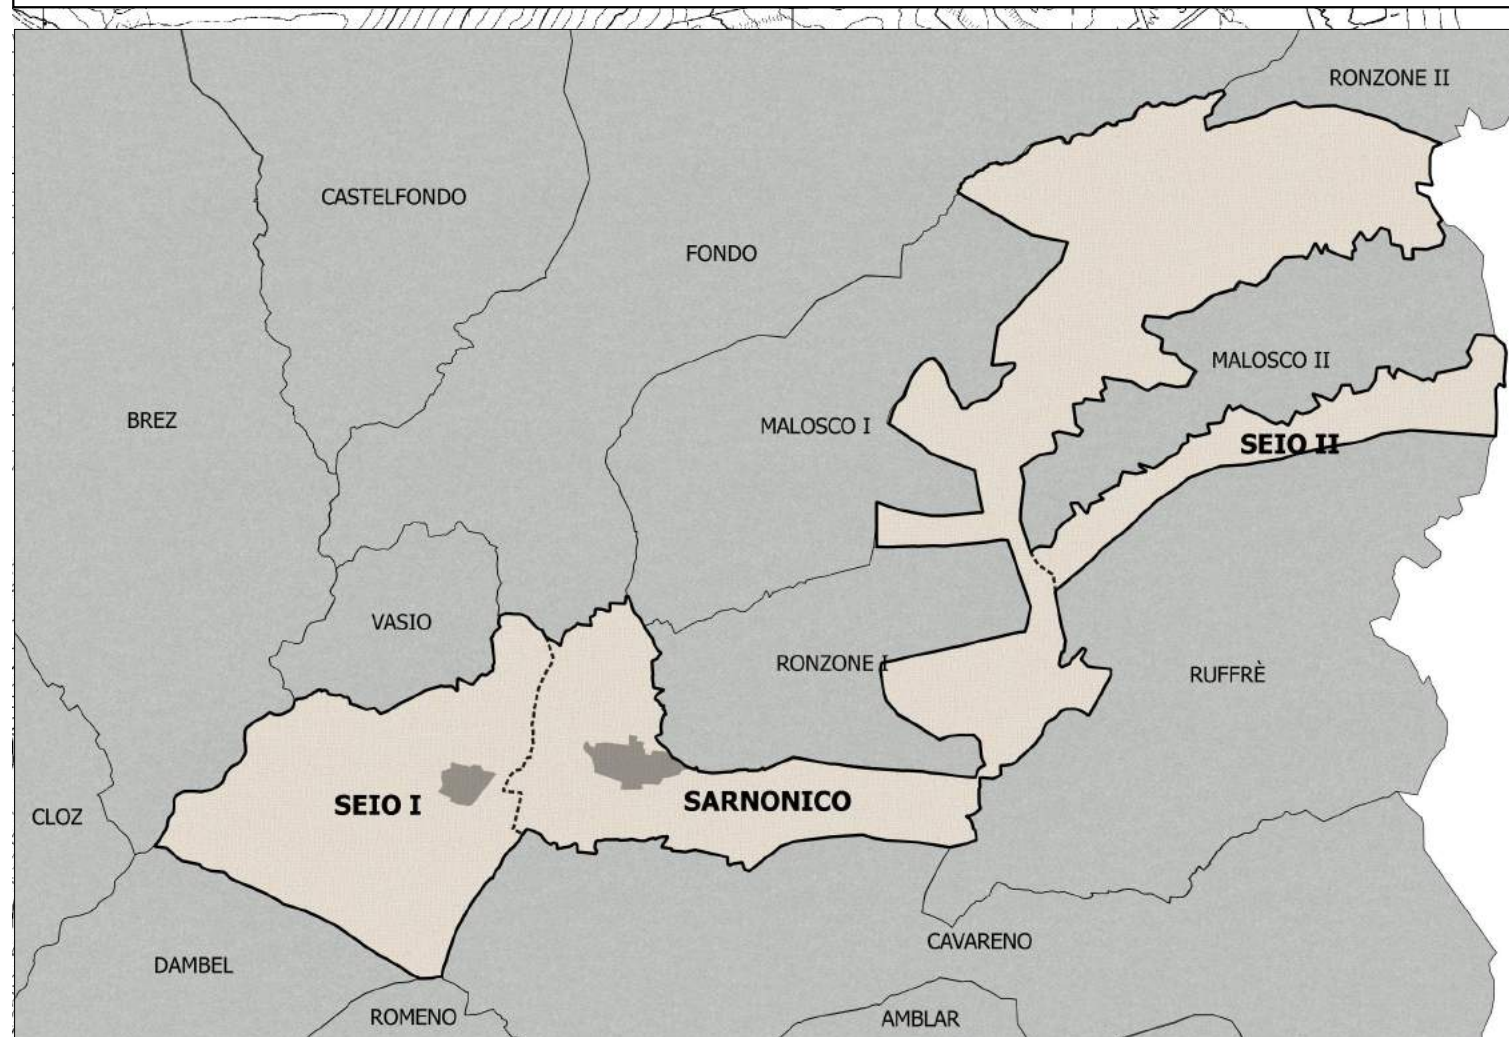 RONZONE II
CASTELFONDO
FONDO
MALOSCO II
BREZ
MALOSCO I
SEIO II
VASIO
RONZONE I
RUFFRÈ
SEIO I
SARNONICO
CLOZ
CAVARENO
DAMBEL
ROMENO
AMBLAR